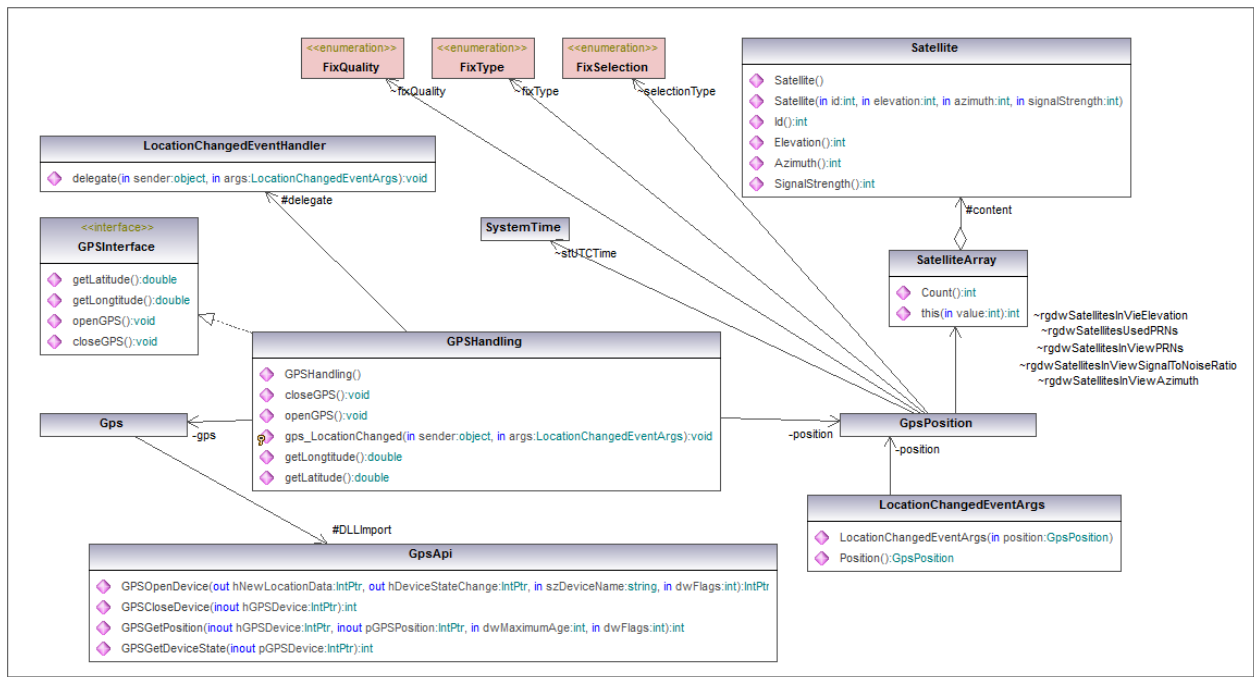 <<enumeration>>
FixQuality
<<enumeration>>
FixType
<<enumeration>>
FixSelection
~fixQuality
~fixType
~selectionType
Satellite
Satellite()
Satellite(in id:int, in elevation:int, in azimuth:int, in signalStrength:int)
Id():int
Elevation():int
Azimuth():int
SignalStrength():int
LocationChangedEventHandler
delegate(in sender:object, in args:LocationChangedEventArgs):void
#delegate
#content
<<interface>>
GPSInterface
getLatitude():double
getLongtitude():double
openGPS():void
closeGPS():void
SystemTime
~stUTCTime
SatelliteArray
Count():int
this(in value:int):int
~rgdwSatellitesInVieElevation
~rgdwSatellitesUsedPRNs
~rgdwSatellitesInViewPRNs
~rgdwSatellitesInViewSignalToNoiseRatio
~rgdwSatellitesInViewAzimuth
GPSHandling
GPSHandling()
closeGPS():void
openGPS():void
gps_LocationChanged(in sender:object, in args:LocationChangedEventArgs):void
getLongtitude():double
getLatitude():double
Gps
-gps
GpsPosition
-position
-position
LocationChangedEventArgs
LocationChangedEventArgs(in position:GpsPosition)
Position():GpsPosition
#DLLImport
GpsApi
GPSOpenDevice(out hNewLocationData:IntPtr, out hDeviceStateChange:IntPtr, in szDeviceName:string, in dwFlags:int):IntPtr
GPSCloseDevice(inout hGPSDevice:IntPtr):int
GPSGetPosition(inout hGPSDevice:IntPtr, inout pGPSPosition:IntPtr, in dwMaximumAge:int, in dwFlags:int):int
GPSGetDeviceState(inout pGPSDevice:IntPtr):int